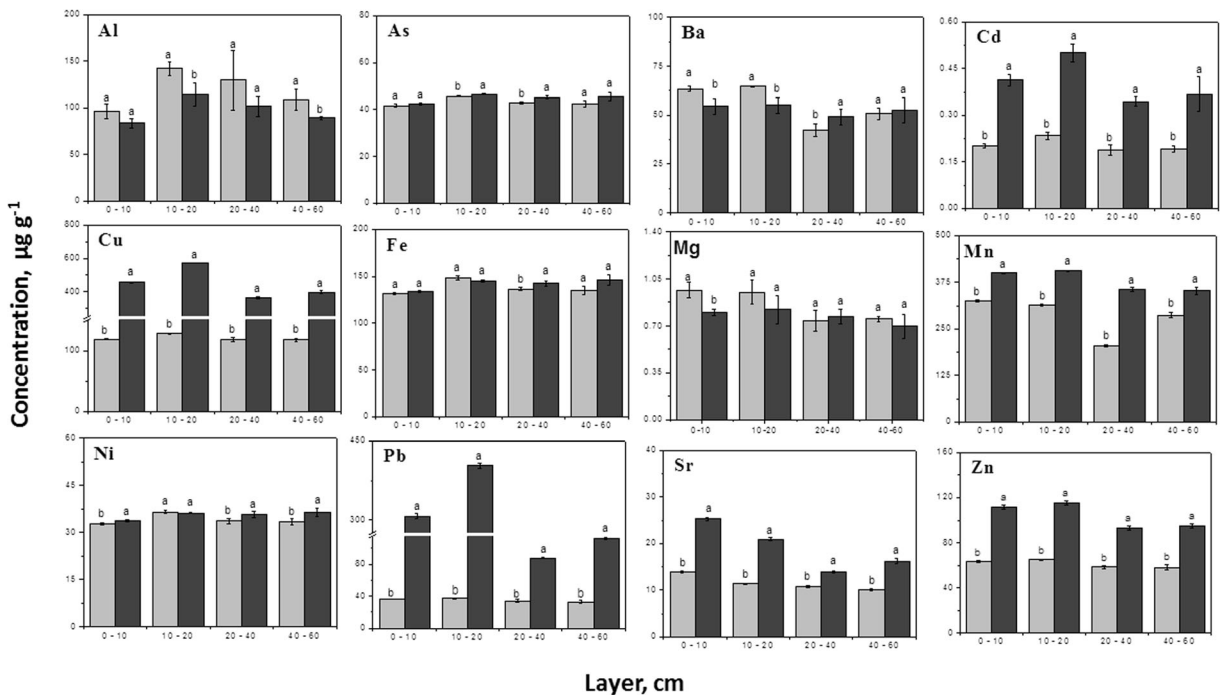 Concentration, µg g-1
Al
200
150
100
50
0
a a a b a a a b
0 - 10 10 - 20 20 - 40 40 - 60
As
80
60
40
20
0
a a b a b a a a
0 - 10 10 - 20 20 - 40 40 - 60
Ba
100
75
50
25
0
a b a b a a a a
0 - 10 10 - 20 20 - 40 40 - 60
Cd
0.60
0.45
0.30
0.15
0.00
b a b a b a b a
0 - 10 10 - 20 20 - 40 40 - 60
Cu
800
600
400
100
0
b a b a b a b a
0 - 10 10 - 20 20 - 40 40 - 60
Fe
200
150
100
50
0
a a a a b a a a
0 - 10 10 - 20 20 - 40 40 - 60
Mg
1.40
1.05
0.70
0.35
0.00
a b a a a a a a
0 - 10 10 - 20 20 - 40 40 - 60
Mn
500
375
250
125
0
b a b a b a b a
0 - 10 10 - 20 20 - 40 40 - 60
Ni
60
45
30
15
0
b a a a b a b a
0 - 10 10 - 20 20 - 40 40 - 60
Pb
450
300
80
40
0
b a b a b a b a
0 - 10 10 - 20 20 - 40 40 - 60
Sr
40
30
20
10
0
b a b a b a b a
0 - 10 10 - 20 20 - 40 40 - 60
Zn
160
120
80
40
0
b a b a b a b a
0 - 10 10 - 20 20 - 40 40 - 60
Layer, cm